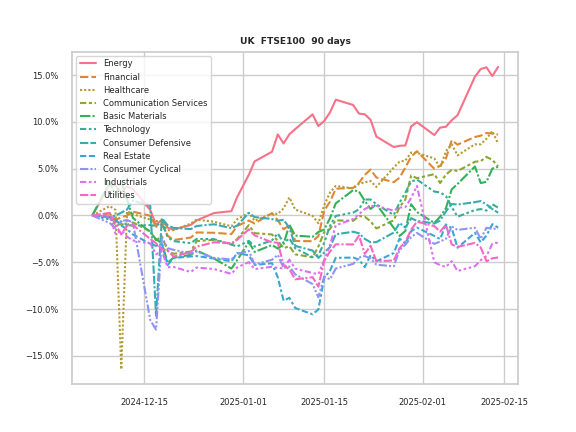 UK  FTSE100  90 days
Energy
Financial
Healthcare
Communication Services
Basic Materials
Technology
Consumer Defensive
Real Estate
Consumer Cyclical
Industrials
Utilities
15.0%
10.0%
5.0%
0.0%
−5.0%
−10.0%
−15.0%
2024-12-15
2025-01-01
2025-01-15
2025-02-01
2025-02-15